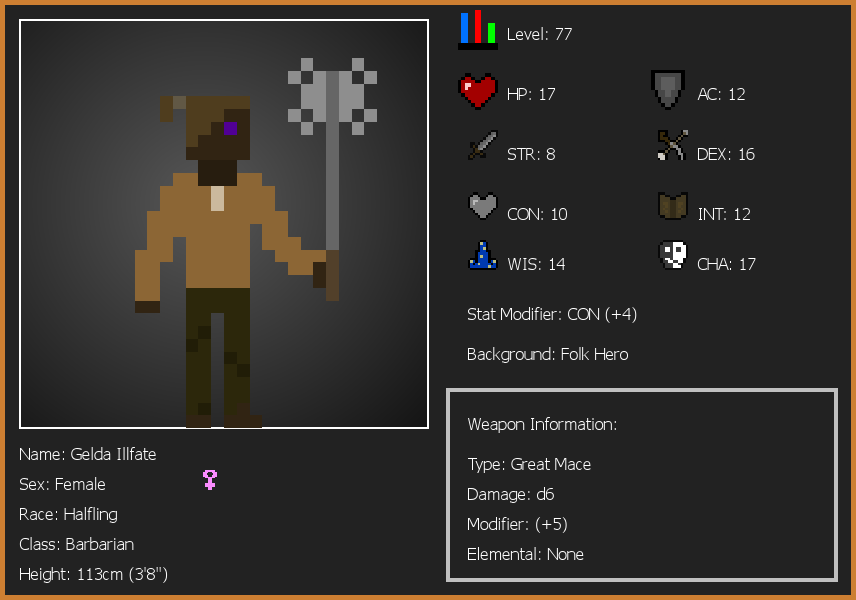 Level: 77
HP: 17
AC: 12
STR: 8
DEX: 16
CON: 10
INT: 12
WIS: 14
CHA: 17
Stat Modifier: CON (+4)
Background: Folk Hero
Weapon Information:
Type: Great Mace
Damage: d6
Modifier: (+5)
Elemental: None
Name: Gelda Illfate
Sex: Female
Race: Halfling
Class: Barbarian
Height: 113cm (3'8")